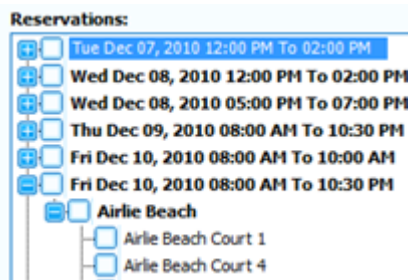 Reservations:
Tue Dec 07, 2010 12:00 PM To 02:00 PM
Wed Dec 08, 2010 12:00 PM To 02:00 PM
Wed Dec 08, 2010 05:00 PM To 07:00 PM
Thu Dec 09, 2010 08:00 AM To 10:30 PM
Fri Dec 10, 2010 08:00 AM To 10:00 AM
Fri Dec 10, 2010 08:00 AM To 10:30 PM
Airlie Beach
Airlie Beach Court 1
Airlie Beach Court 4